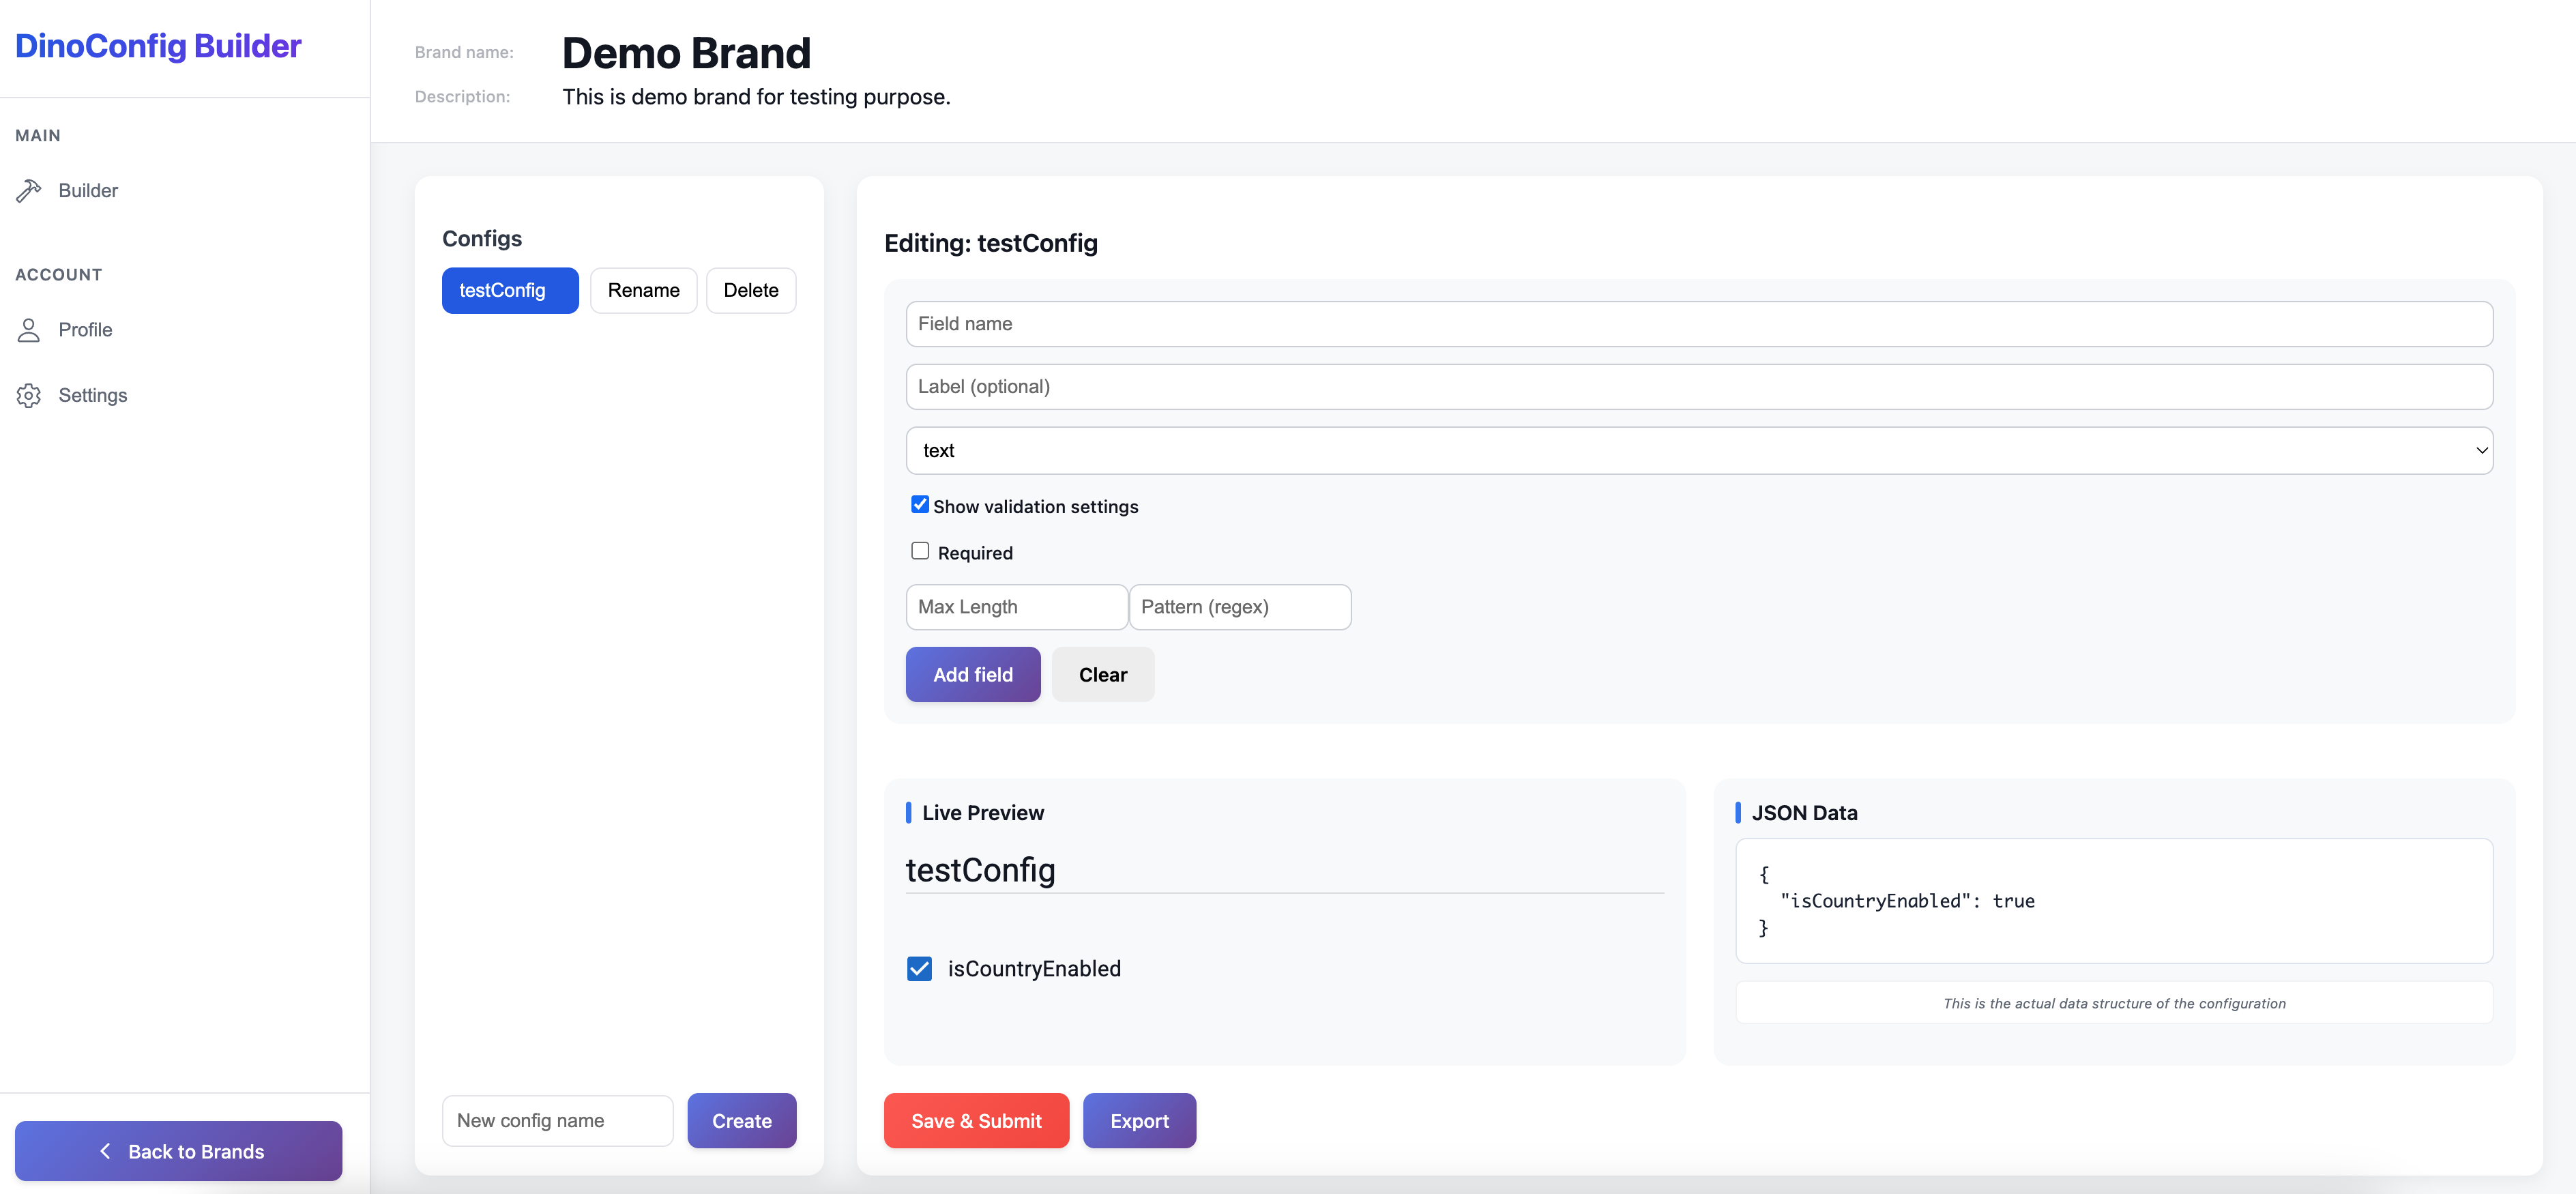 DinoConfig Builder
MAIN
Builder
ACCOUNT
Profile
Settings
Back to Brands
Brand name: Demo Brand
Description: This is demo brand for testing purpose.
Configs
testConfig Rename Delete
New config name Create
Editing: testConfig
Field name
Label (optional)
text
Show validation settings
Required
Max Length Pattern (regex)
Add field Clear
Live Preview
testConfig
isCountryEnabled
JSON Data
{
  "isCountryEnabled": true
}
This is the actual data structure of the configuration
Save & Submit Export